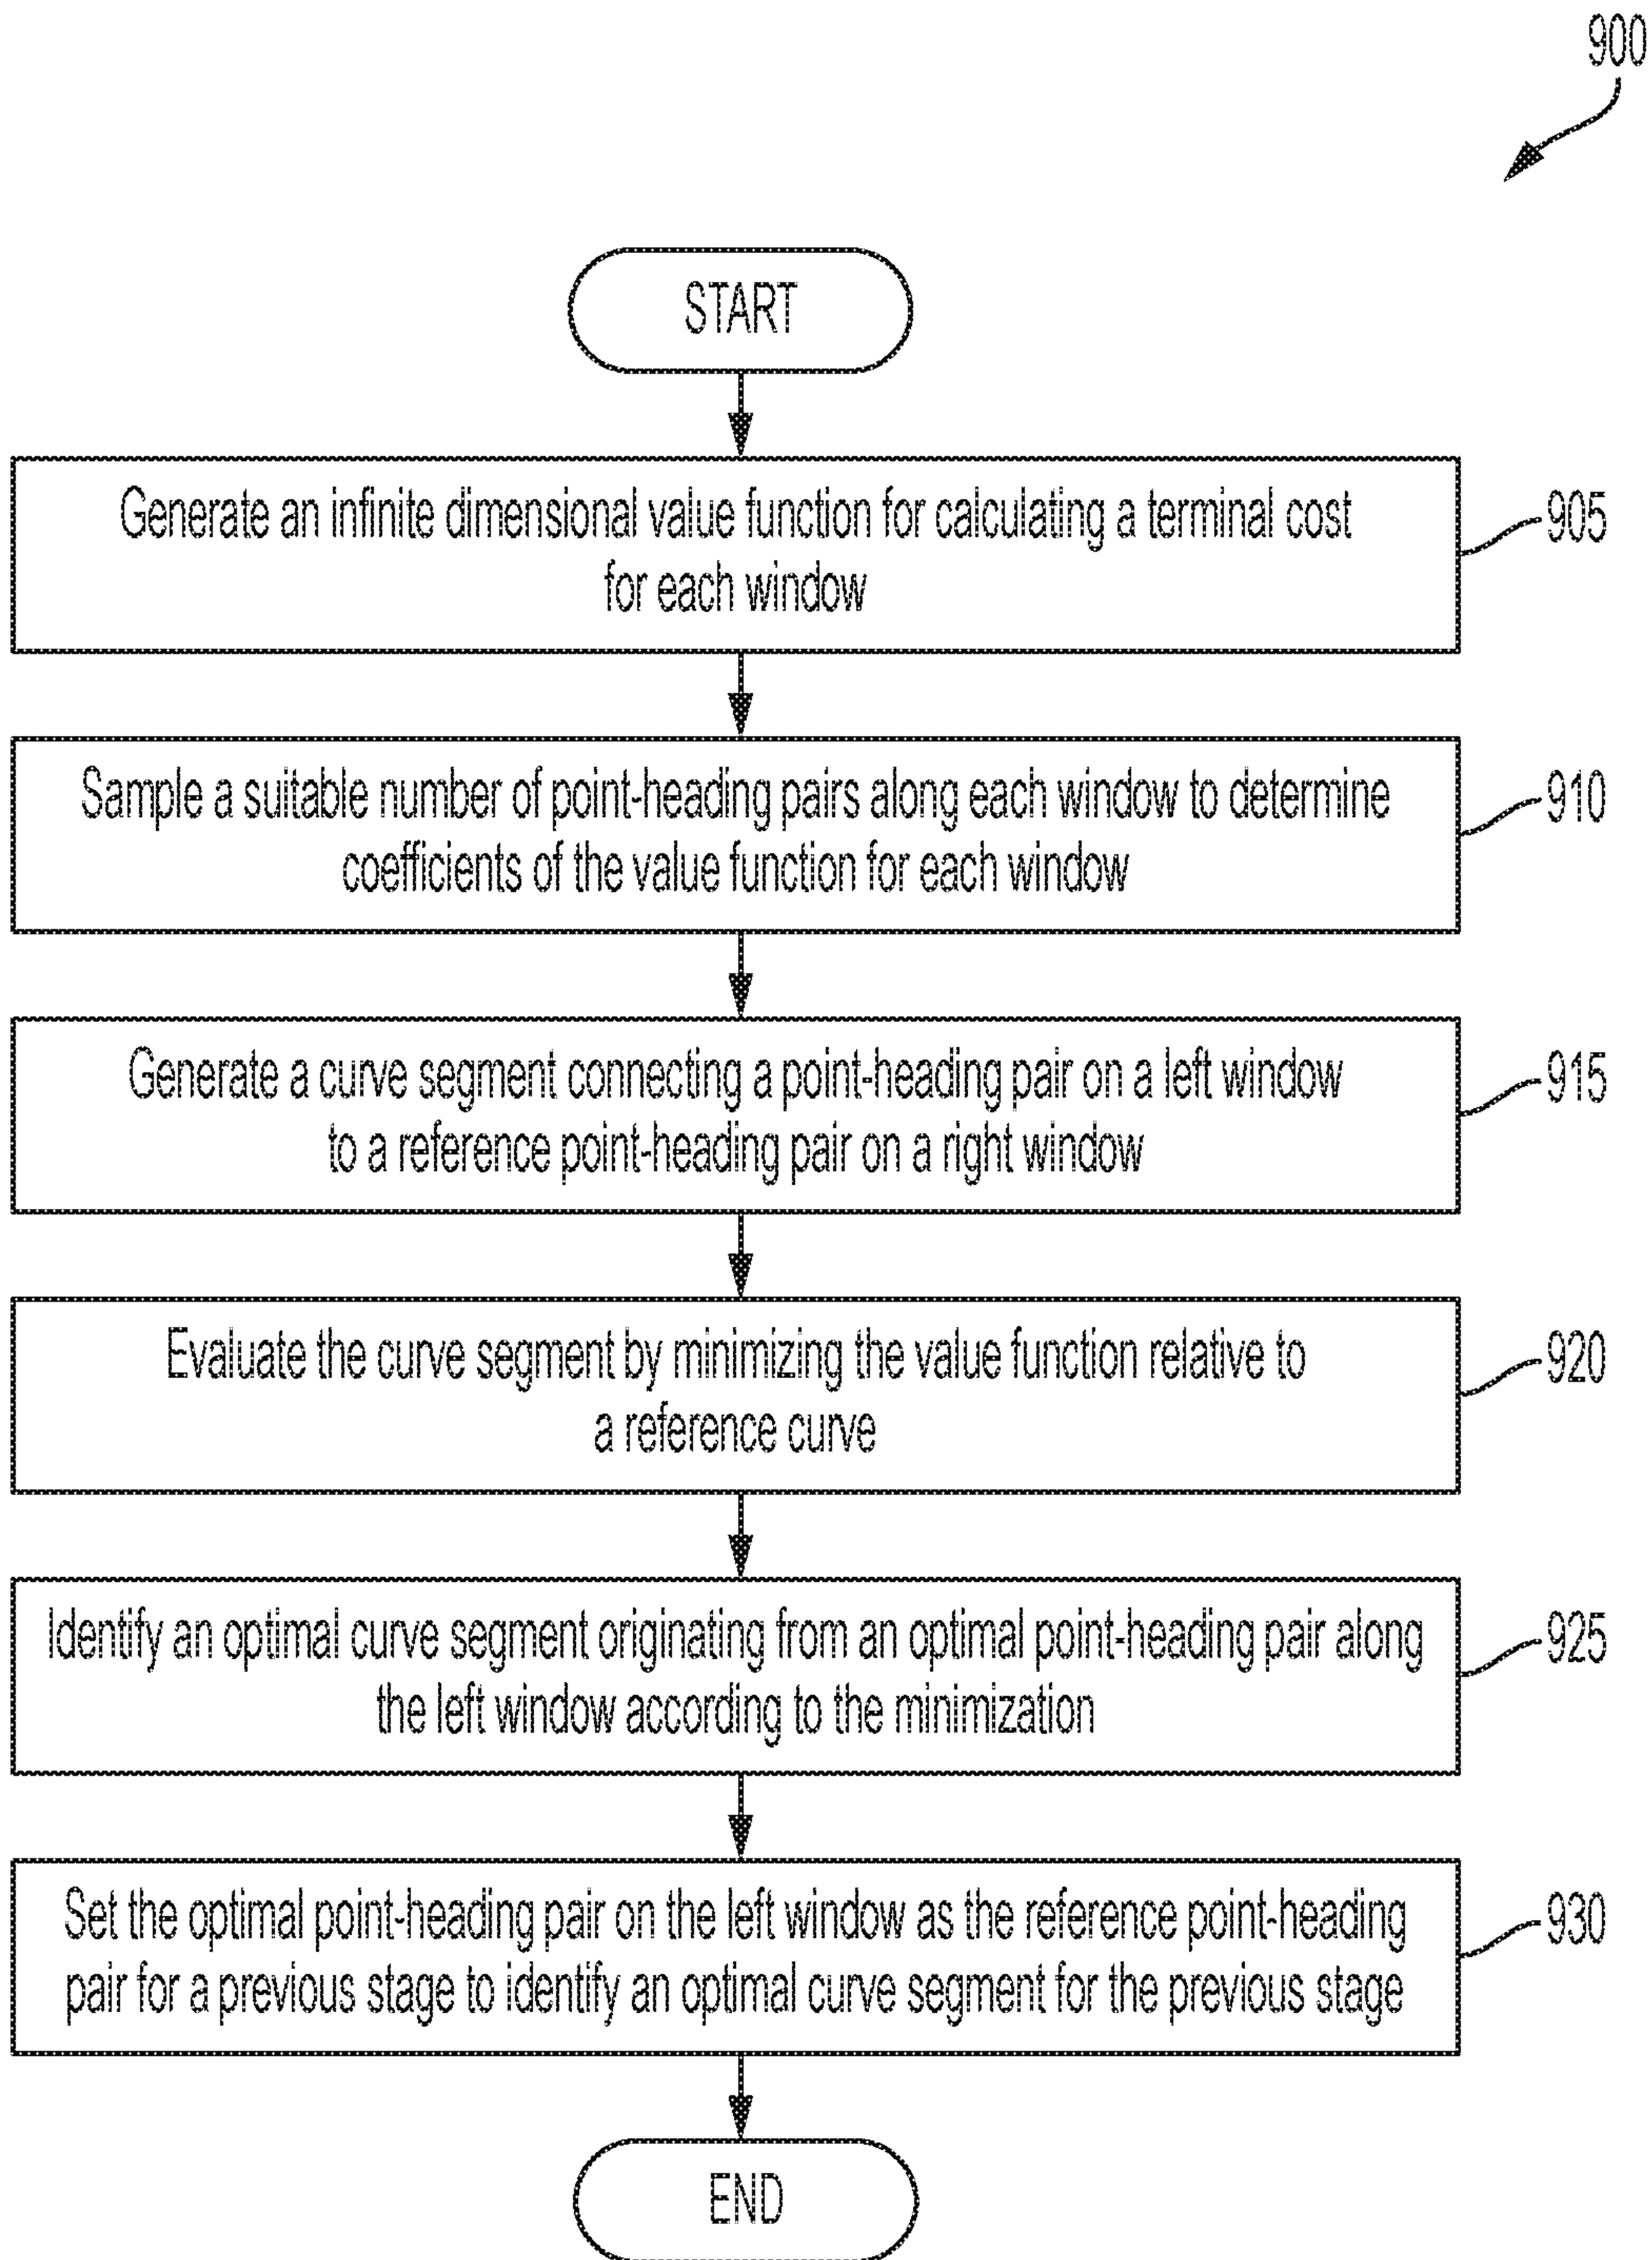 900
START
Generate an infinite dimensional value function for calculating a terminal cost
for each window
905
Sample a suitable number of point-heading pairs along each window to determine
coefficients of the value function for each window
910
Generate a curve segment connecting a point-heading pair on a left window
to a reference point-heading pair on a right window
915
Evaluate the curve segment by minimizing the value function relative to
a reference curve
920
Identify an optimal curve segment originating from an optimal point-heading pair along
the left window according to the minimization
925
Set the optimal point-heading pair on the left window as the reference point-heading
pair for a previous stage to identify an optimal curve segment for the previous stage
930
END